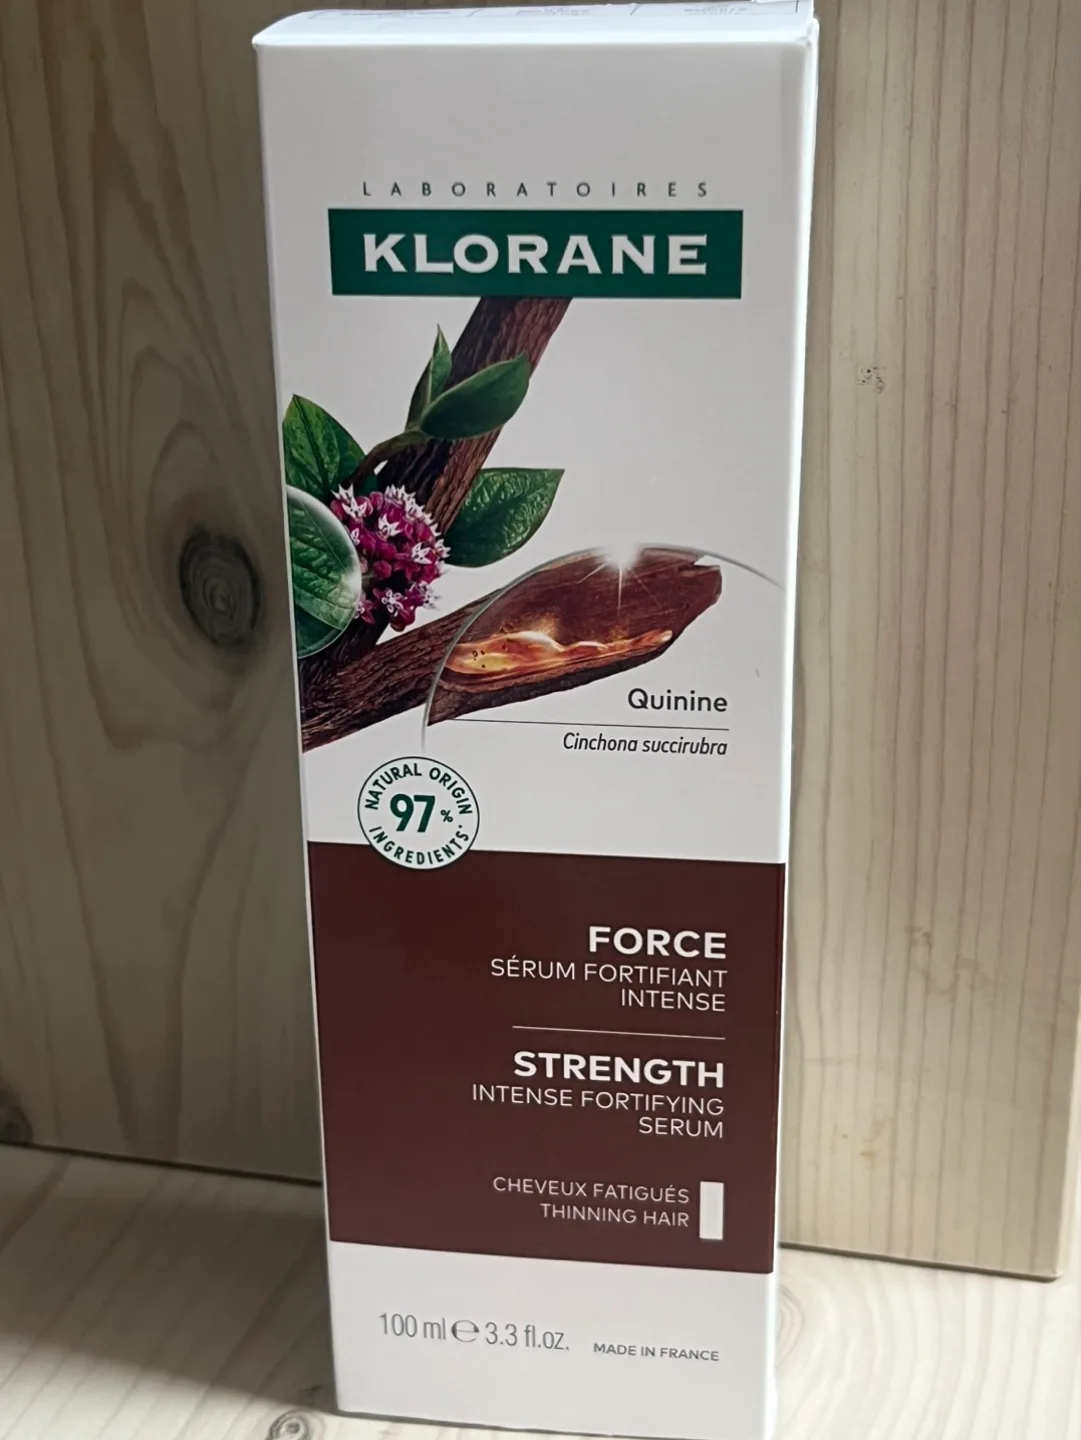 LABORATOIRES
KLORANE
Quinine
Cinchona succirubra
NATURAL ORIGIN
97%
INGREDIENTS
FORCE
SÉRUM FORTIFIANT
INTENSE
STRENGTH
INTENSE FORTIFYING
SERUM
CHEVEUX FATIGUÉS
THINNING HAIR
100 ml ℮ 3.3 fl.oz.
MADE IN FRANCE